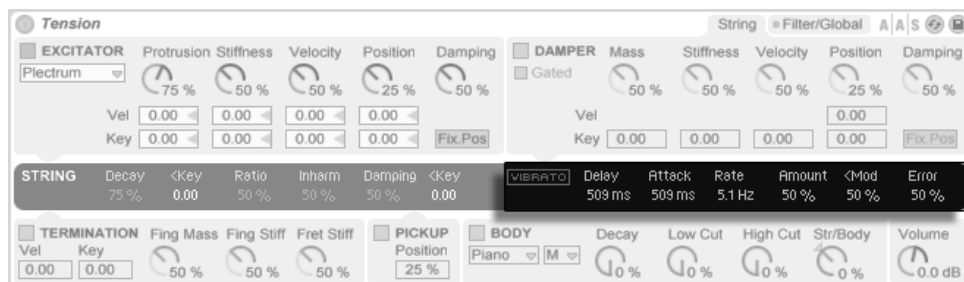 Tension String Filter/Global A A S
EXCITATOR Protrusion Stiffness Velocity Position Damping
Plectrum 75 % 50 % 50 % 25 % 50 %
Vel 0.00 0.00 0.00 0.00
Key 0.00 0.00 0.00 0.00 Fix.Pos
DAMPER Mass Stiffness Velocity Position Damping
Gated 50 % 50 % 50 % 25 % 50 %
Vel 0.00
Key 0.00 0.00 0.00 0.00 Fix.Pos
STRING Decay <Key Ratio Inharm Damping <Key
75 % 0.00 50 % 50 % 50 % 0.00
VIBRATO Delay Attack Rate Amount <Mod Error
509 ms 509 ms 5.1 Hz 50 % 50 % 50 %
TERMINATION Fing Mass Fing Stiff Fret Stiff
Vel Key
0.00 0.00 50 % 50 % 50 %
PICKUP
Position
25 %
BODY Decay Low Cut High Cut Str/Body
Piano M 0 % 0 % 0 % 0 %
Volume
0.0 dB